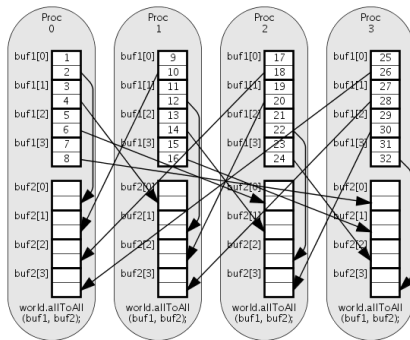 Proc 0
buf1[0] 1
2
buf1[1] 3
4
buf1[2] 5
6
buf1[3] 7
8
buf2[0]
buf2[1]
buf2[2]
buf2[3]
world.allToAll
(buf1, buf2);
Proc 1
buf1[0] 9
10
buf1[1] 11
12
buf1[2] 13
14
buf1[3] 15
16
buf2[0]
buf2[1]
buf2[2]
buf2[3]
world.allToAll
(buf1, buf2);
Proc 2
buf1[0] 17
18
buf1[1] 19
20
buf1[2] 21
22
buf1[3] 23
24
buf2[0]
buf2[1]
buf2[2]
buf2[3]
world.allToAll
(buf1, buf2);
Proc 3
buf1[0] 25
26
buf1[1] 27
28
buf1[2] 29
30
buf1[3] 31
32
buf2[0]
buf2[1]
buf2[2]
buf2[3]
world.allToAll
(buf1, buf2);